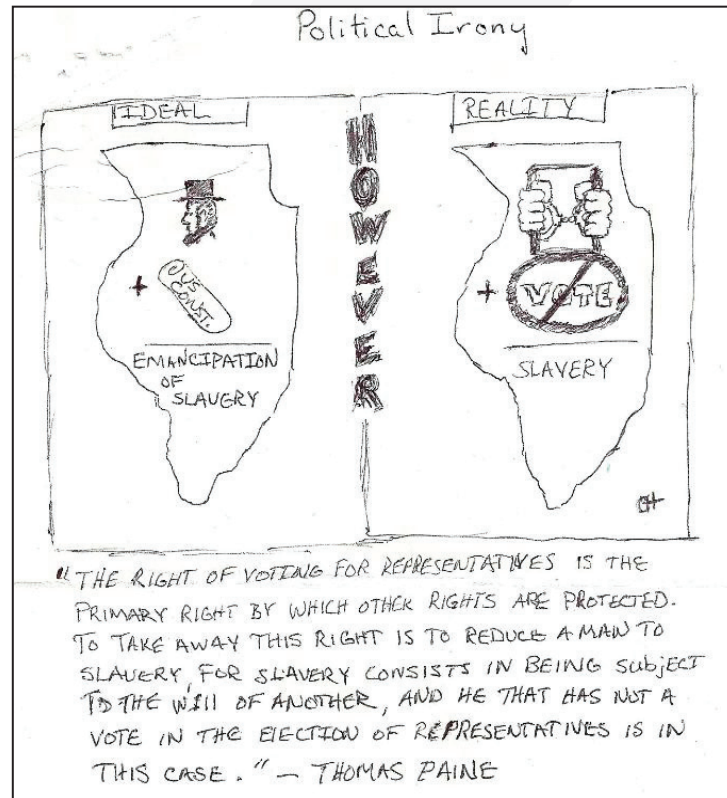 Political Irony
IDEAL
+
U.S
CONST.
EMANCIPATION
OF
SLAVERY
HOWEVER
REALITY
+
VOTE
SLAVERY
"THE RIGHT OF VOTING FOR REPRESENTATIVES IS THE
PRIMARY RIGHT BY WHICH OTHER RIGHTS ARE PROTECTED.
TO TAKE AWAY THIS RIGHT IS TO REDUCE A MAN TO
SLAVERY, FOR SLAVERY CONSISTS IN BEING SUBJECT
TO THE WIll OF ANOTHER, AND HE THAT HAS NOT A
VOTE IN THE ElECTION OF REPRESENTATIVES IS IN
THIS CASE." — THOMAS PAINE